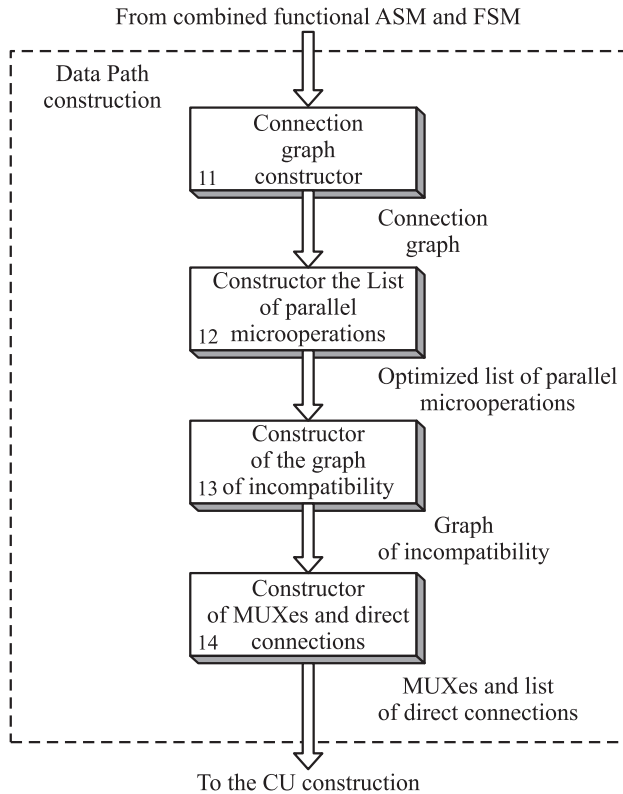 From combined functional ASM and FSM
Data Path
construction
Connection
graph
11 constructor
Connection
graph
Constructor the List
of parallel
12 microoperations
Optimized list of parallel
microoperations
Constructor
of the graph
13 of incompatibility
Graph
of incompatibility
Constructor
of MUXes and direct
14 connections
MUXes and list
of direct connections
To the CU construction